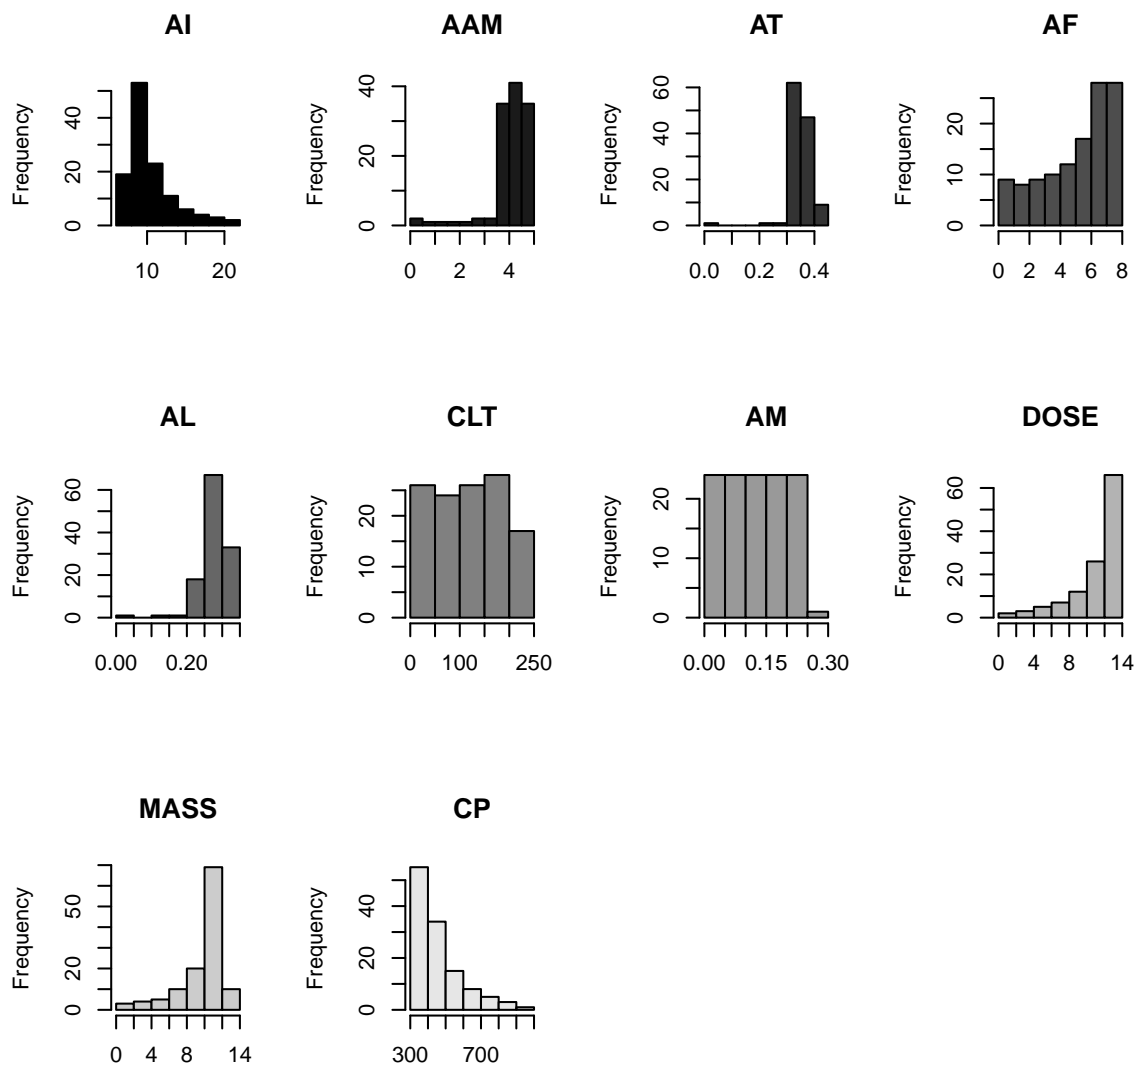 AI
AAM
AT
AF
Frequency
0 20 40
10 20
Frequency
0 20 40
0 2 4
Frequency
0 20 40 60
0.0 0.2 0.4
Frequency
0 10 20
0 2 4 6 8
AL
CLT
AM
DOSE
Frequency
0 20 40 60
0.00 0.20
Frequency
0 10 20
0 100 250
Frequency
0 10 20
0.00 0.15 0.30
Frequency
0 20 40 60
0 4 8 14
MASS
CP
Frequency
0 20 50
0 4 8 14
Frequency
0 20 40
300 700